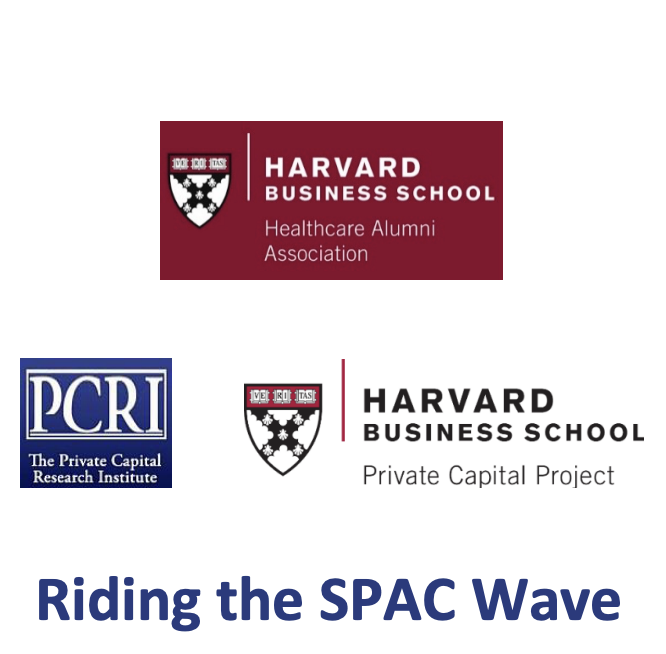 VE RI TAS
HARVARD
BUSINESS SCHOOL
Healthcare Alumni
Association
PCRI
The Private Capital
Research Institute
VE RI TAS
HARVARD
BUSINESS SCHOOL
Private Capital Project
Riding the SPAC Wave